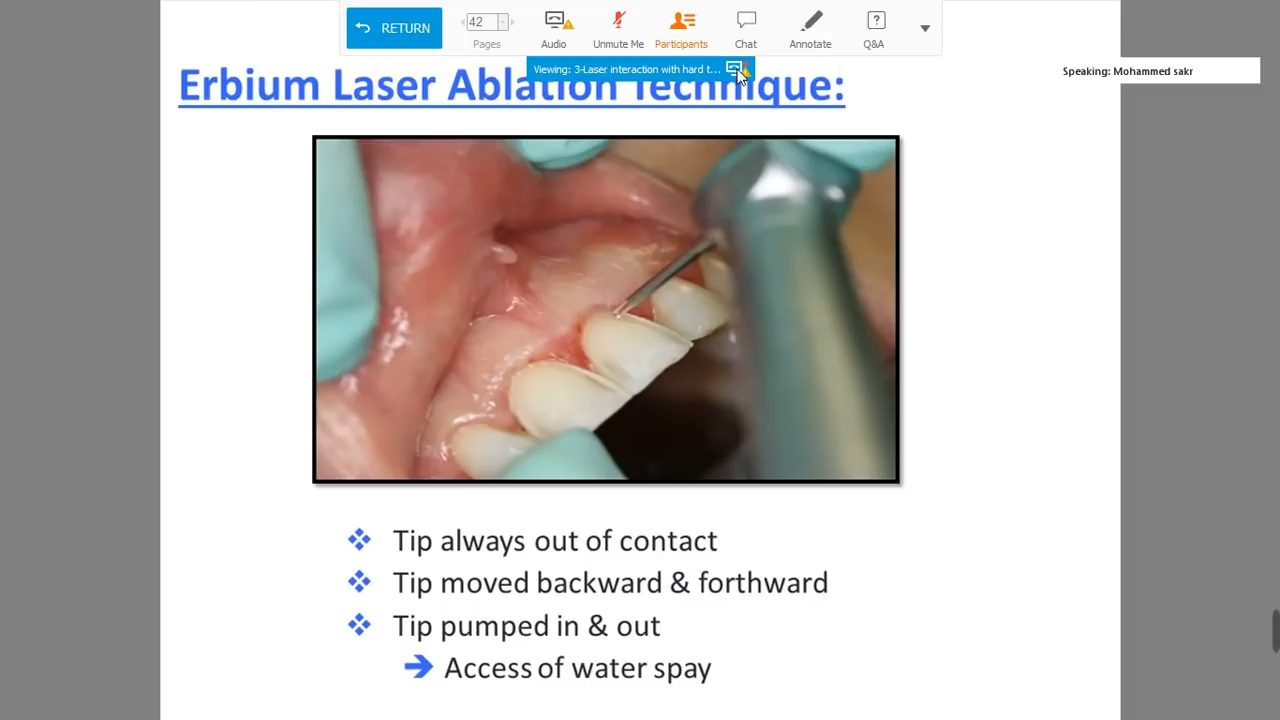 RETURN
42
Pages
Audio
Unmute Me
Participants
Chat
Annotate
Q&A
Viewing: 3-Laser interaction with hard t...
Speaking: Mohammed sakr
Erbium Laser Ablation Technique:
Tip always out of contact
Tip moved backward & forthward
Tip pumped in & out
Access of water spay